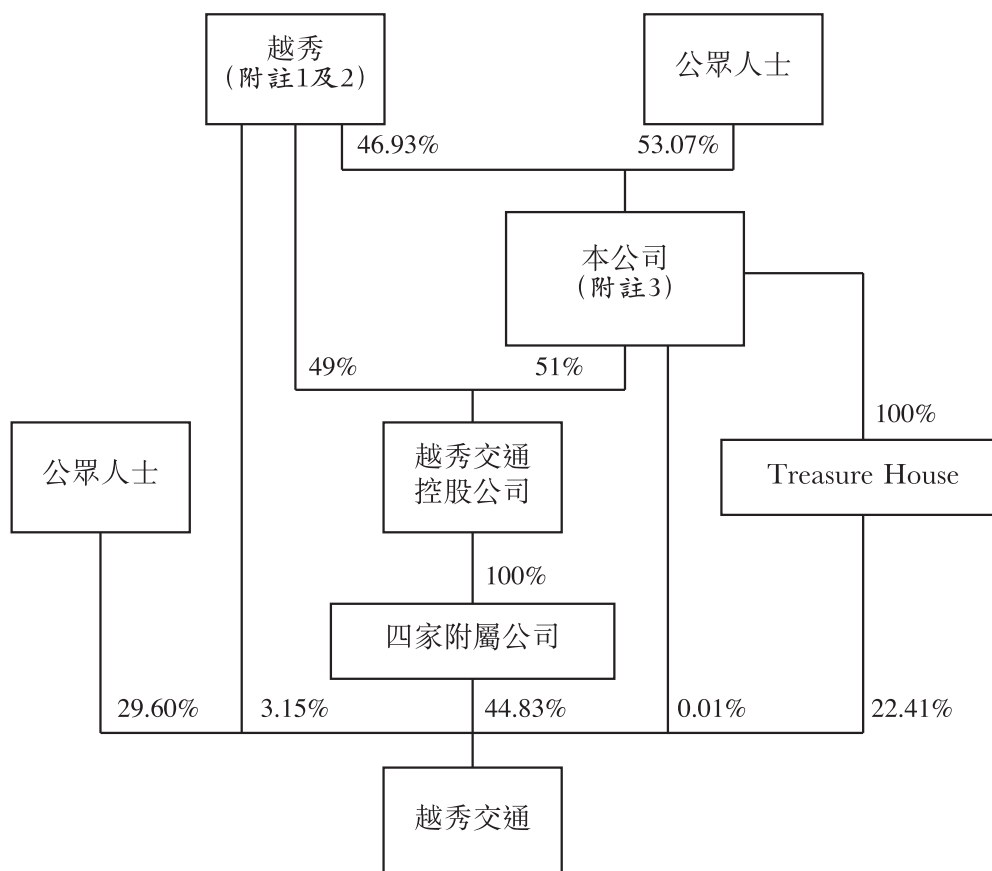 越秀
(附註1及2)
公眾人士
46.93%
53.07%
本公司
(附註3)
49%
51%
100%
公眾人士
越秀交通
控股公司
Treasure House
100%
四家附屬公司
29.60%
3.15%
44.83%
0.01%
22.41%
越秀交通